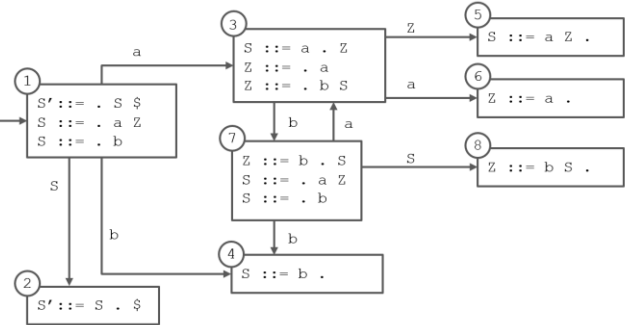 1
S'::= . S $
S ::= . a Z
S ::= . b
a
S
b
2
S'::= S . $
3
S ::= a . Z
Z ::= . a
Z ::= . b S
Z
a
b
a
5
S ::= a Z .
6
Z ::= a .
7
Z ::= b . S
S ::= . a Z
S ::= . b
S
b
8
Z ::= b S .
4
S ::= b .